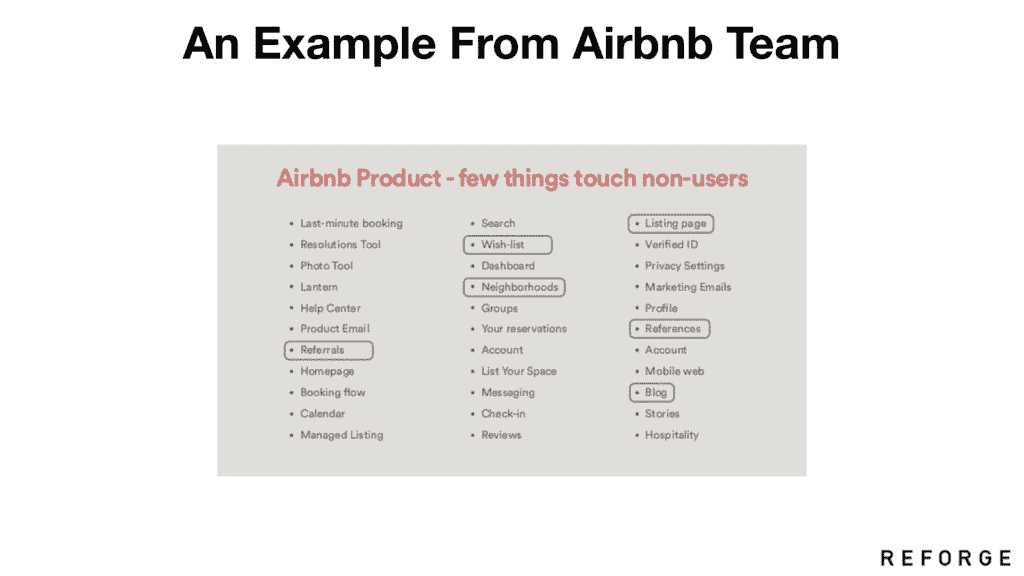 An Example From Airbnb Team
Airbnb Product - few things touch non-users
• Last-minute booking
• Resolutions Tool
• Photo Tool
• Lantern
• Help Center
• Product Email
• Referrals
• Homepage
• Booking flow
• Calendar
• Managed Listing
• Search
• Wish-list
• Dashboard
• Neighborhoods
• Groups
• Your reservations
• Account
• List Your Space
• Messaging
• Check-in
• Reviews
• Listing page
• Verified ID
• Privacy Settings
• Marketing Emails
• Profile
• References
• Account
• Mobile web
• Blog
• Stories
• Hospitality
REFORGE